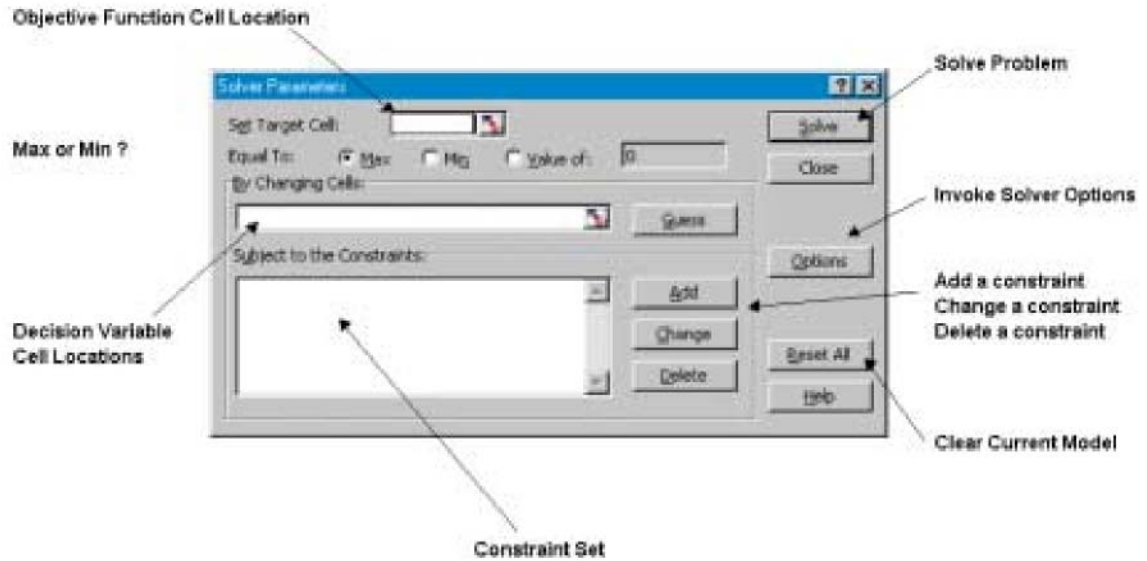 Objective Function Cell Location
Solve Problem
Solver Parameters
Set Target Cell:
Solve
Max or Min ?
Equal To: Max Min Value of: 0
Close
By Changing Cells:
Invoke Solver Options
Guess
Subject to the Constraints:
Options
Add
Add a constraint
Change a constraint
Delete a constraint
Decision Variable
Cell Locations
Change
Reset All
Delete
Help
Clear Current Model
Constraint Set